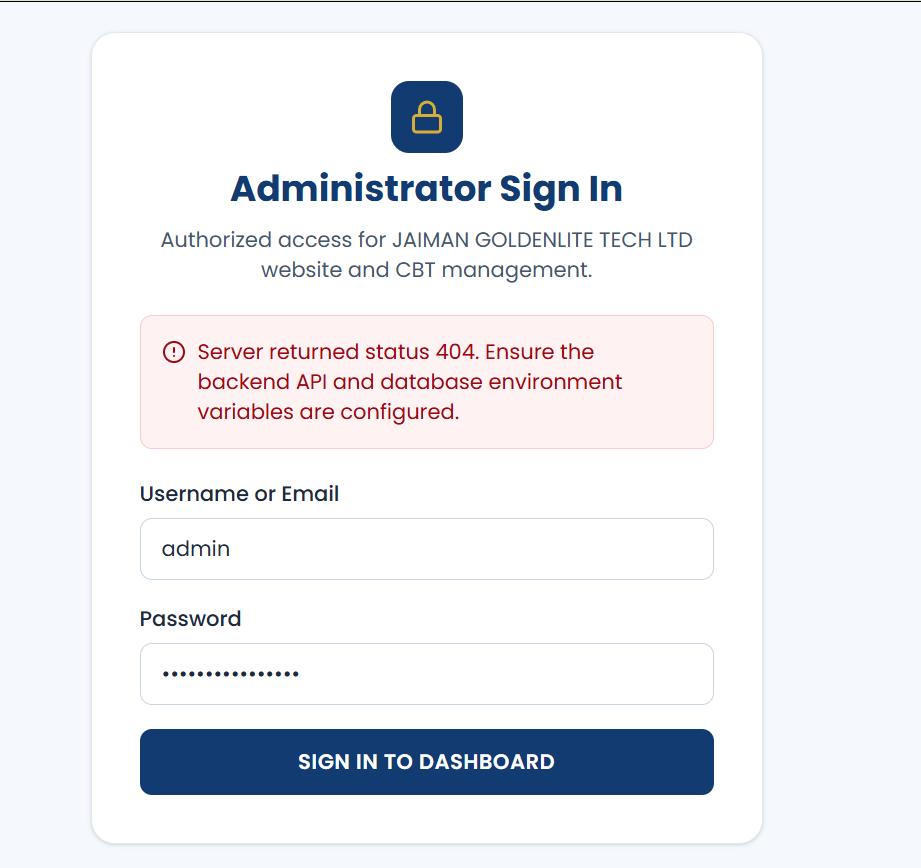 Administrator Sign In
Authorized access for JAIMAN GOLDENLITE TECH LTD
website and CBT management.
Server returned status 404. Ensure the
backend API and database environment
variables are configured.
Username or Email
admin
Password
••••••••••••••••
SIGN IN TO DASHBOARD